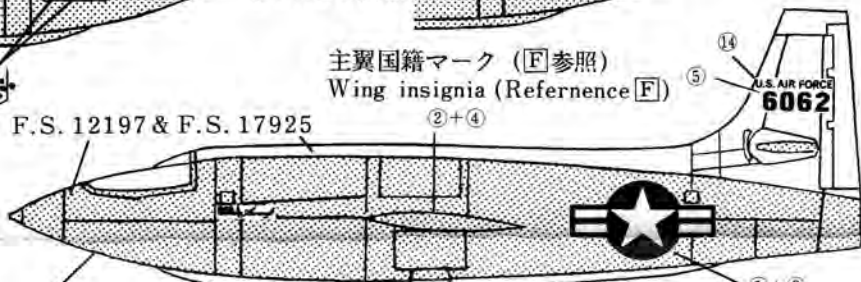 主翼国籍マーク (F参照)
Wing insignia (Refernence F)
②+④
⑭
⑤
U.S. AIR FORCE
6062
F.S. 12197 & F.S. 17925